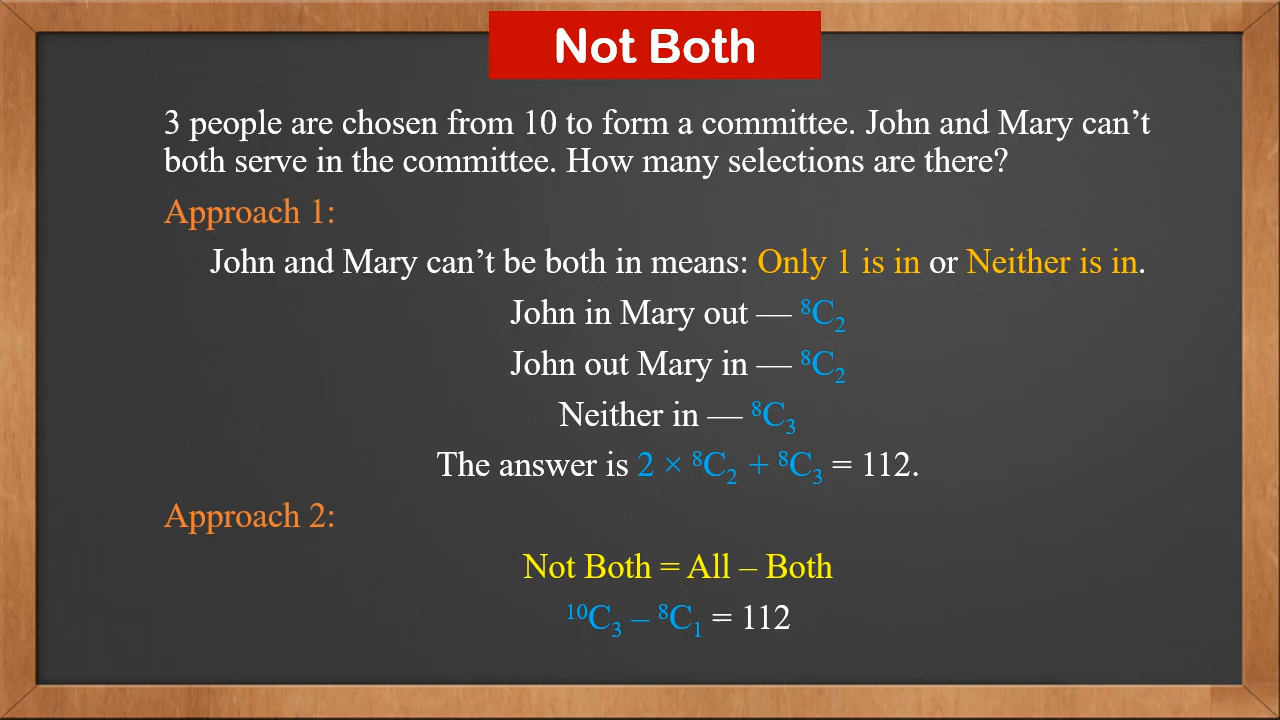 Not Both
3 people are chosen from 10 to form a committee. John and Mary can’t
both serve in the committee. How many selections are there?
Approach 1:
John and Mary can’t be both in means: Only 1 is in or Neither is in.
John in Mary out — ⁸C₂
John out Mary in — ⁸C₂
Neither in — ⁸C₃
The answer is 2 × ⁸C₂ + ⁸C₃ = 112.
Approach 2:
Not Both = All – Both
¹⁰C₃ – ⁸C₁ = 112